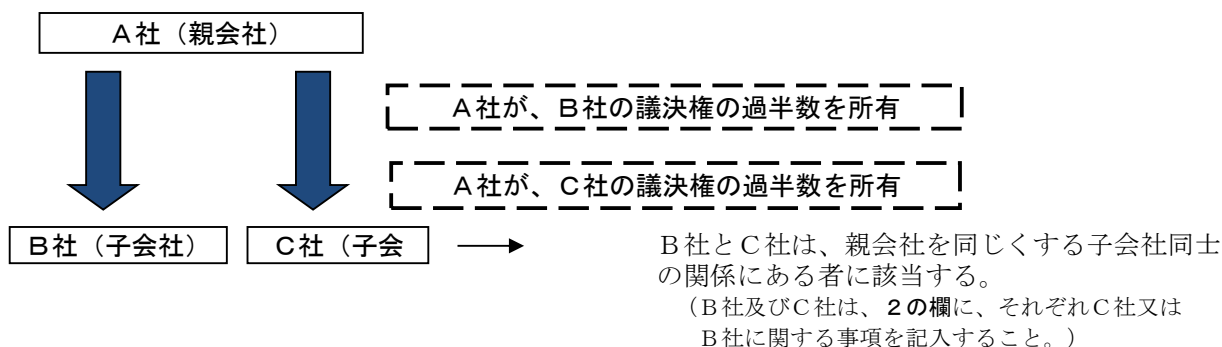 A社（親会社）
A社が、B社の議決権の過半数を所有
A社が、C社の議決権の過半数を所有
B社（子会社）
C社（子会
B社とC社は、親会社を同じくする子会社同士
の関係にある者に該当する。
（B社及びC社は、２の欄に、それぞれC社又は
B社に関する事項を記入すること。）